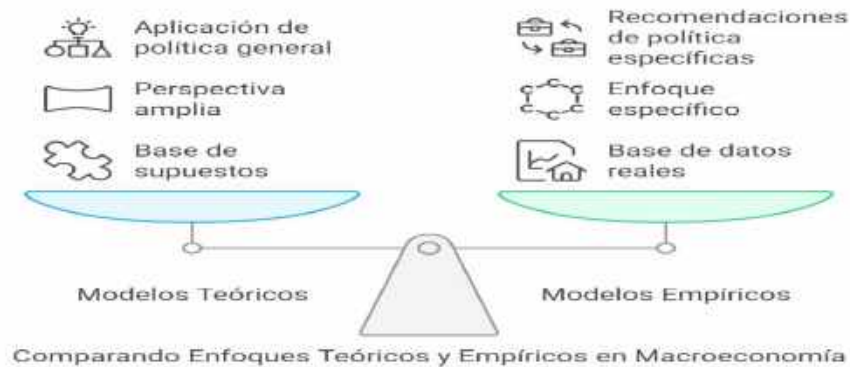 Aplicación de
política general
Perspectiva
amplia
Base de
supuestos
Recomendaciones
de política
específicas
Enfoque
específico
Base de datos
reales
Modelos Teóricos
Modelos Empíricos
Comparando Enfoques Teóricos y Empíricos en Macroeconomía